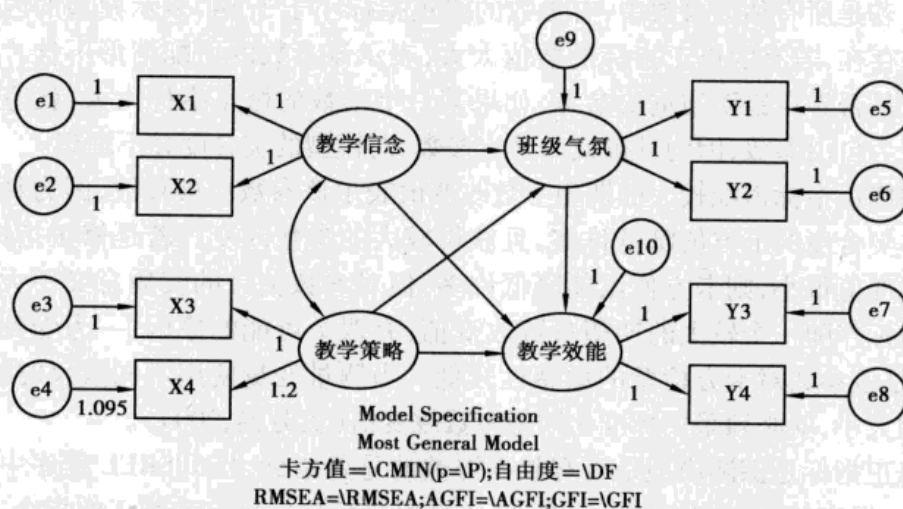 e9
1
e1
1
X1
1
教学信念
班级气氛
1
Y1
1
e5
e2
1
X2
1
1
Y2
1
e6
e10
1
e3
1
X3
1
教学策略
教学效能
1
Y3
1
e7
e4
1.095
X4
1.2
1
Y4
1
e8
Model Specification
Most General Model
卡方值=\CMIN(p=\P);自由度=\DF
RMSEA=\RMSEA;AGFI=\AGFI;GFI=\GFI